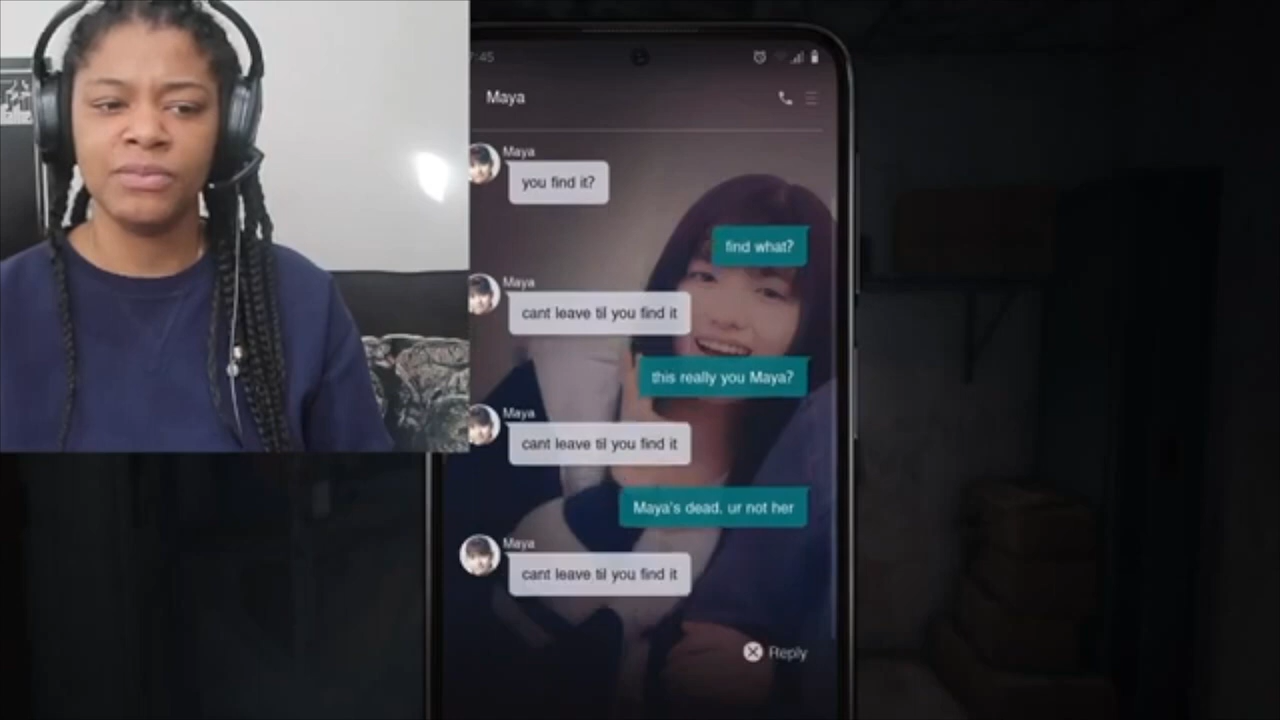 :45
Maya
Maya
you find it?
find what?
Maya
cant leave til you find it
this really you Maya?
Maya
cant leave til you find it
Maya's dead. ur not her
Maya
cant leave til you find it
Reply